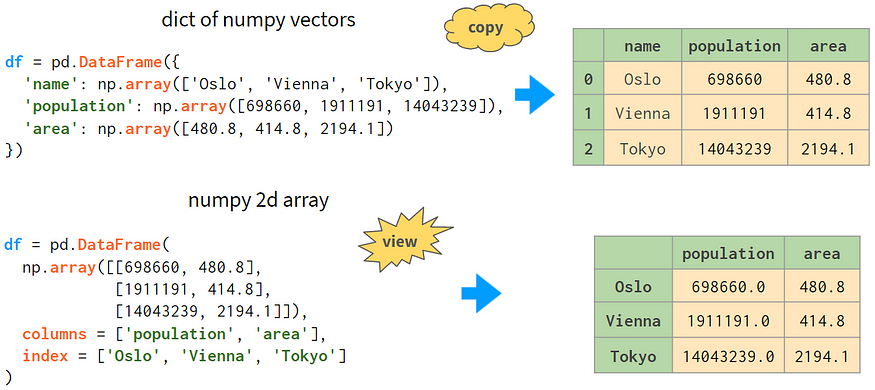 dict of numpy vectors
copy
df = pd.DataFrame({
  'name': np.array(['Oslo', 'Vienna', 'Tokyo']),
  'population': np.array([698660, 1911191, 14043239]),
  'area': np.array([480.8, 414.8, 2194.1])
})
name population area
0 Oslo 698660 480.8
1 Vienna 1911191 414.8
2 Tokyo 14043239 2194.1
numpy 2d array
view
df = pd.DataFrame(
  np.array([[698660, 480.8],
            [1911191, 414.8],
            [14043239, 2194.1]]),
  columns = ['population', 'area'],
  index = ['Oslo', 'Vienna', 'Tokyo']
)
population area
Oslo 698660.0 480.8
Vienna 1911191.0 414.8
Tokyo 14043239.0 2194.1